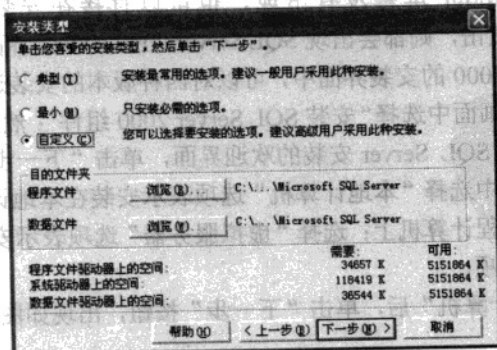 安装类型
单击您喜爱的安装类型，然后单击“下一步”。
典型(T) 安装最常用的选项。建议一般用户采用此种安装。
最小(M) 只安装必需的选项。
自定义(C) 您可以选择要安装的选项。建议高级用户采用此种安装。
目的文件夹
程序文件 浏览(R)... C:\...\Microsoft SQL Server
数据文件 浏览(W)... C:\...\Microsoft SQL Server
需要: 可用:
程序文件驱动器上的空间: 34657 K 5151864 K
系统驱动器上的空间: 118419 K 5151864 K
数据文件驱动器上的空间: 36544 K 5151864 K
帮助(H) <上一步(B) 下一步(N)> 取消